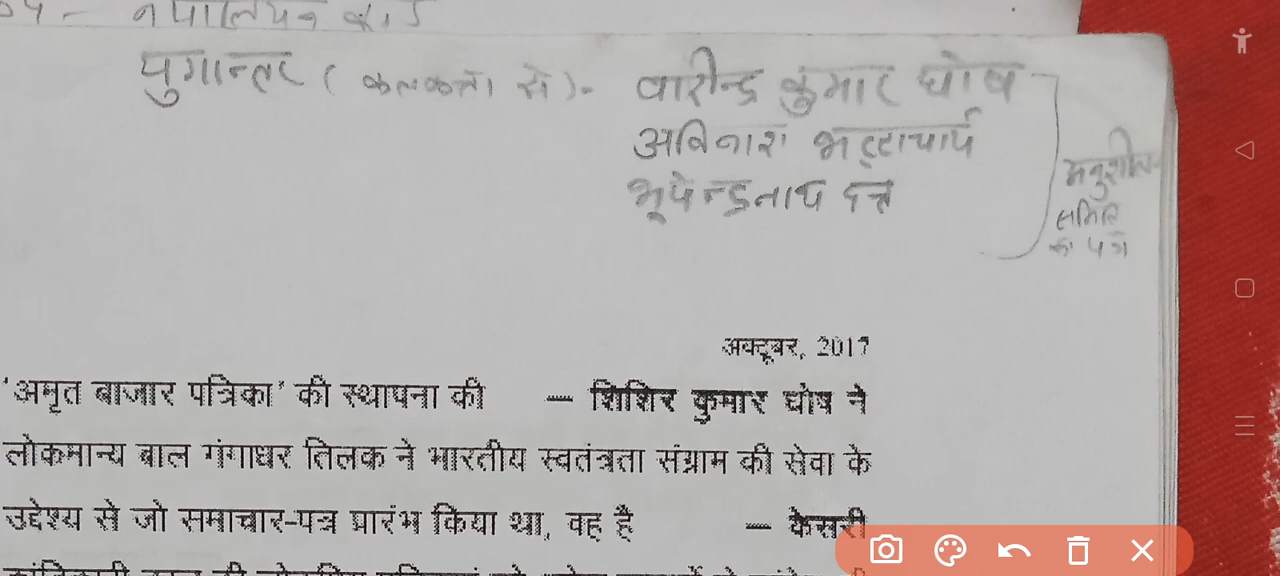 युगान्तर (कलकत्ता से) - वारीन्द्र कुमार घोष
अविनाश भट्टाचार्य
भूपेन्द्रनाथ दत्त
अनुशीलन
समिति
का पत्र
अक्टूबर, 2017
'अमृत बाजार पत्रिका' की स्थापना की – शिशिर कुमार घोष ने
लोकमान्य बाल गंगाधर तिलक ने भारतीय स्वतंत्रता संग्राम की सेवा के
उद्देश्य से जो समाचार-पत्र प्रारंभ किया था, वह है – केसरी